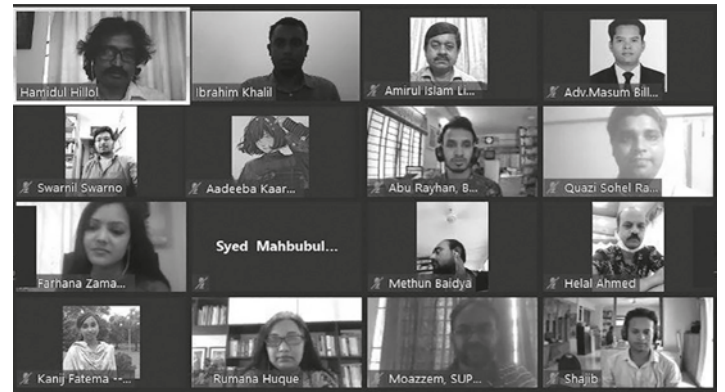 Hamidul Hillol
Ibrahim Khalil
Amirul Islam Li...
Adv.Masum Bill...
Swarnil Swarno
Aadeeba Kaar...
Abu Rayhan, B...
Quazi Sohel Ra...
Farhana Zama...
Syed Mahbubul...
Methun Baidya
Helal Ahmed
Kanij Fatema --...
Rumana Huque
Moazzem, SUP...
Shajib